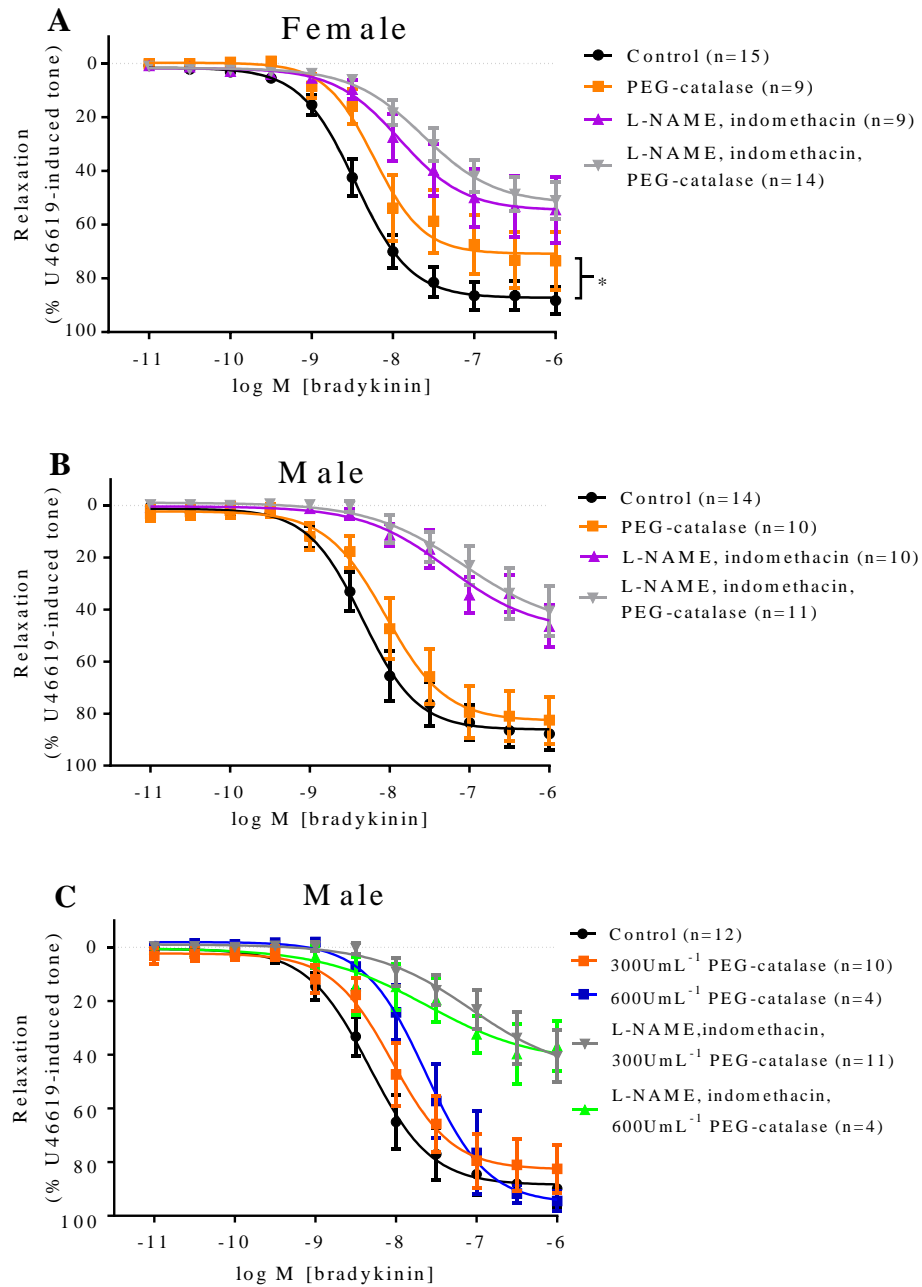 A
Female
Relaxation
(% U46619-induced tone)
0
20
40
60
80
100
-11
-10
-9
-8
-7
-6
log M [bradykinin]
Control (n=15)
PEG-catalase (n=9)
L-NAME, indomethacin (n=9)
L-NAME, indomethacin,
PEG-catalase (n=14)
*
B
Male
Relaxation
(% U46619-induced tone)
0
20
40
60
80
100
-11
-10
-9
-8
-7
-6
log M [bradykinin]
Control (n=14)
PEG-catalase (n=10)
L-NAME, indomethacin (n=10)
L-NAME, indomethacin,
PEG-catalase (n=11)
C
Male
Relaxation
(% U46619-induced tone)
0
20
40
60
80
100
-11
-10
-9
-8
-7
-6
log M [bradykinin]
Control (n=12)
300UmL⁻¹ PEG-catalase (n=10)
600UmL⁻¹ PEG-catalase (n=4)
L-NAME,indomethacin,
300UmL⁻¹ PEG-catalase (n=11)
L-NAME, indomethacin,
600UmL⁻¹ PEG-catalase (n=4)